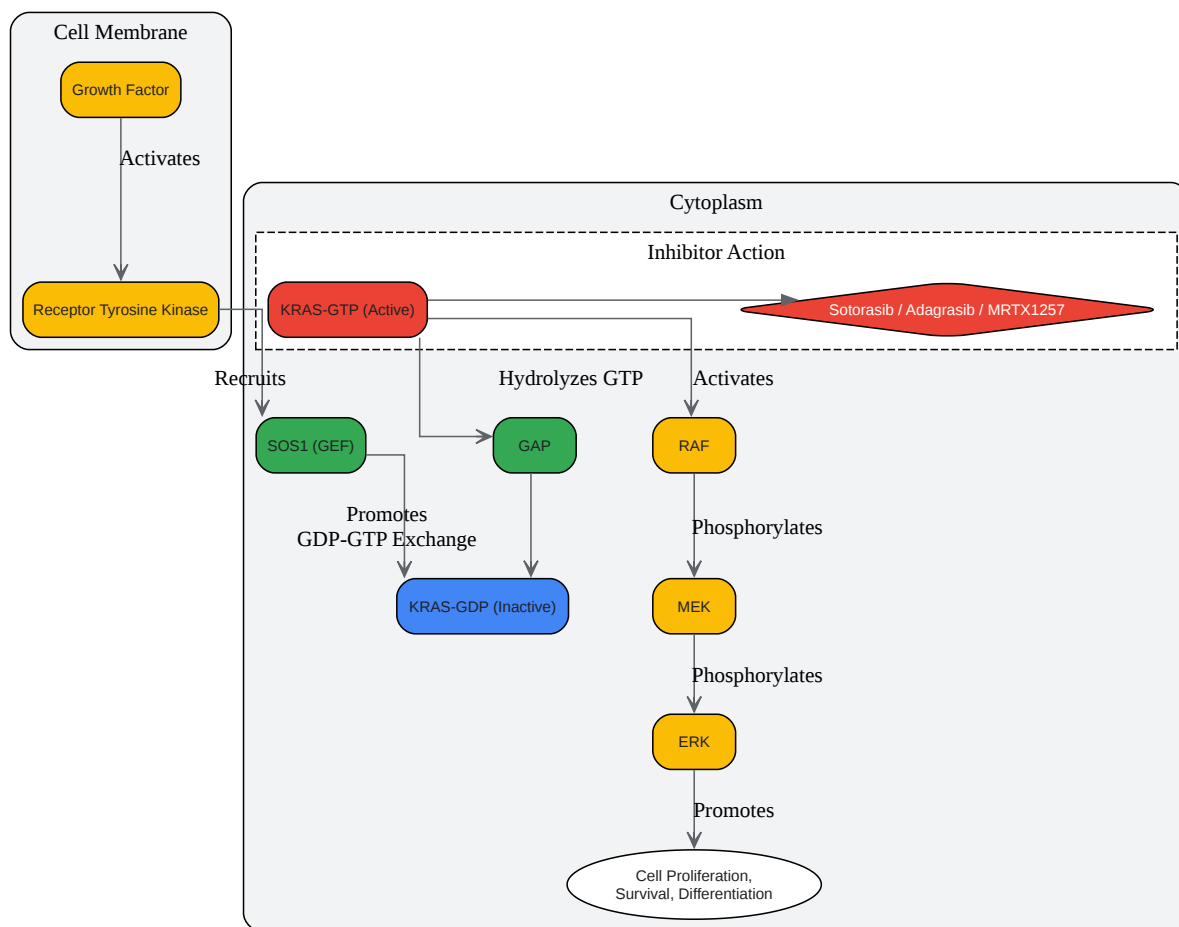 Cell Membrane
Growth Factor
Activates
Receptor Tyrosine Kinase
Cytoplasm
Inhibitor Action
KRAS-GTP (Active)
Sotorasib / Adagrasib / MRTX1257
Recruits
Hydrolyzes GTP
Activates
SOS1 (GEF)
GAP
RAF
Promotes
GDP-GTP Exchange
Phosphorylates
KRAS-GDP (Inactive)
MEK
Phosphorylates
ERK
Promotes
Cell Proliferation,
Survival, Differentiation